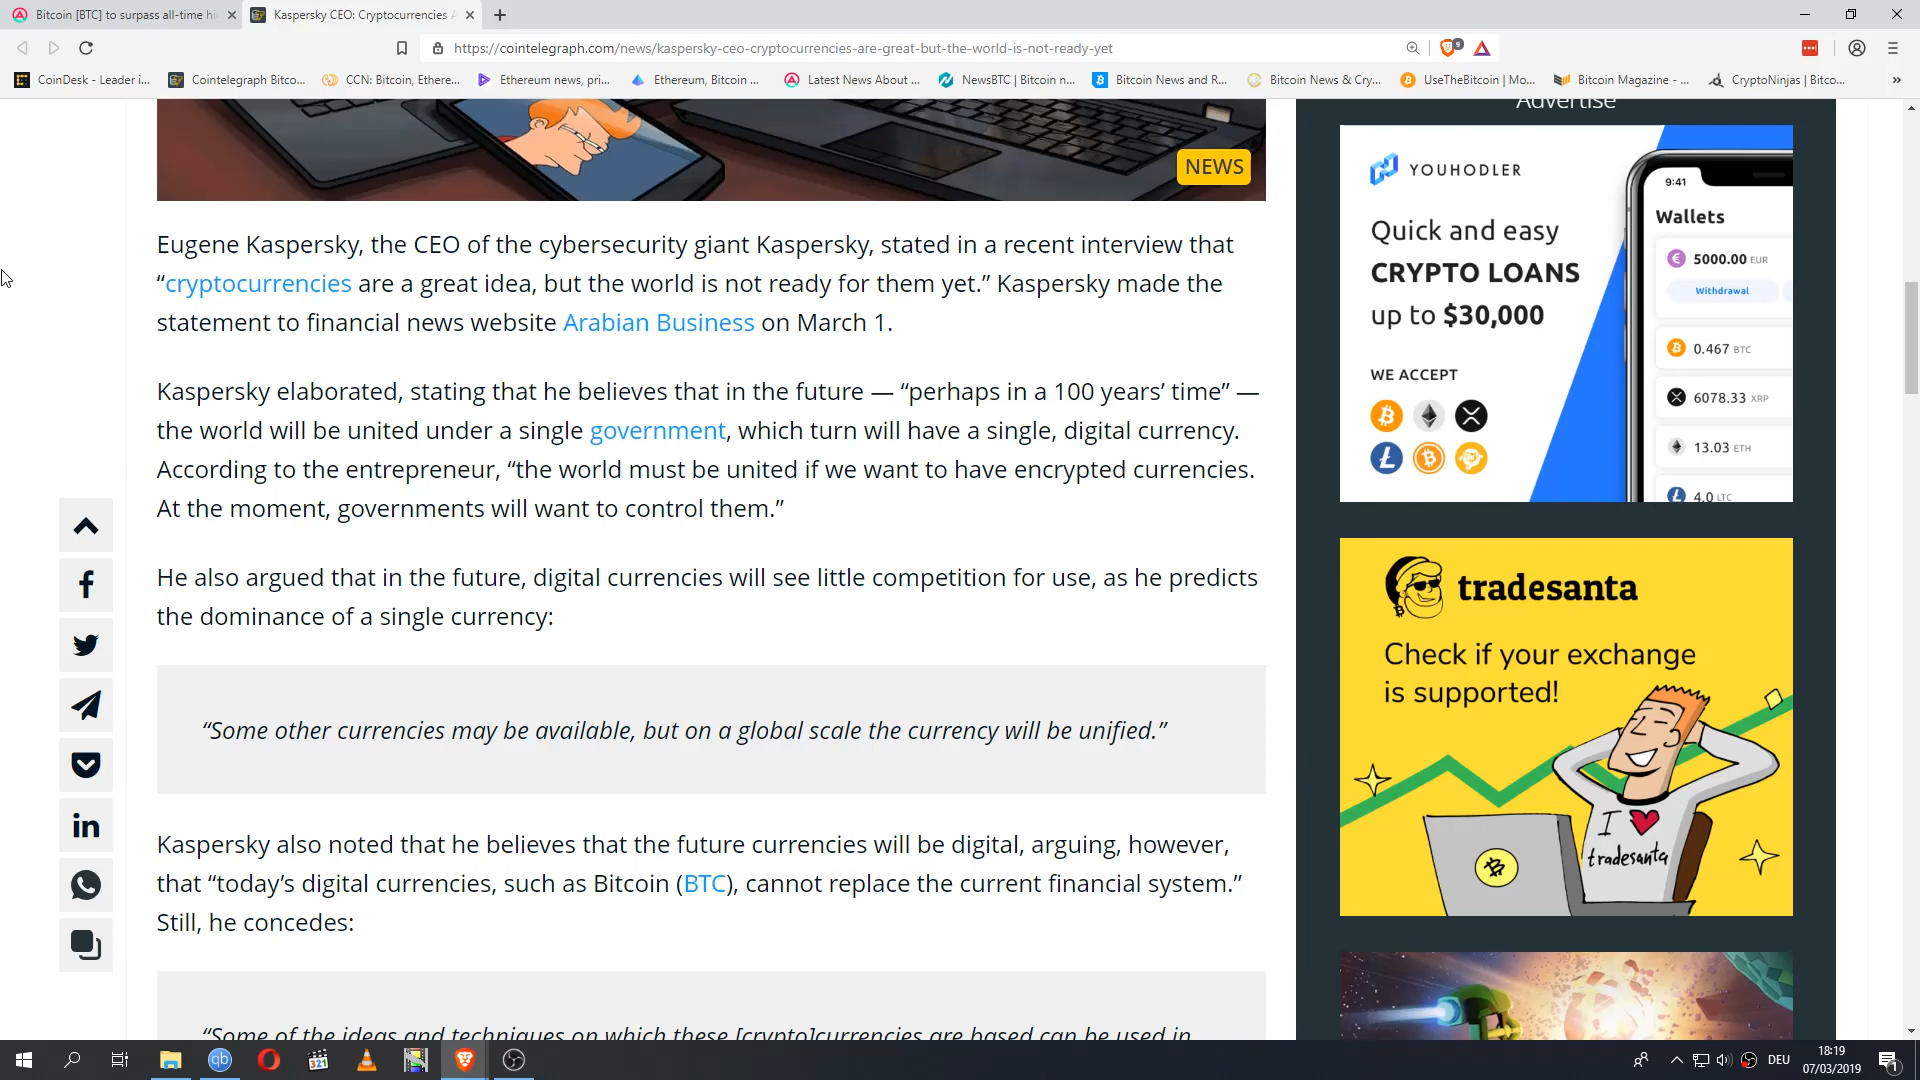 Bitcoin [BTC] to surpass all-time hi
Kaspersky CEO: Cryptocurrencies A
https://cointelegraph.com/news/kaspersky-ceo-cryptocurrencies-are-great-but-the-world-is-not-ready-yet
9
CoinDesk - Leader i...
Cointelegraph Bitco...
CCN: Bitcoin, Ethere...
Ethereum news, pri...
Ethereum, Bitcoin ...
Latest News About ...
NewsBTC | Bitcoin n...
Bitcoin News and R...
Bitcoin News & Cry...
UseTheBitcoin | Mo...
Bitcoin Magazine - ...
CryptoNinjas | Bitco...
»
NEWS
Eugene Kaspersky, the CEO of the cybersecurity giant Kaspersky, stated in a recent interview that
“cryptocurrencies are a great idea, but the world is not ready for them yet.” Kaspersky made the
statement to financial news website Arabian Business on March 1.
Kaspersky elaborated, stating that he believes that in the future — “perhaps in a 100 years’ time” —
the world will be united under a single government, which turn will have a single, digital currency.
According to the entrepreneur, “the world must be united if we want to have encrypted currencies.
At the moment, governments will want to control them.”
He also argued that in the future, digital currencies will see little competition for use, as he predicts
the dominance of a single currency:
“Some other currencies may be available, but on a global scale the currency will be unified.”
Kaspersky also noted that he believes that the future currencies will be digital, arguing, however,
that “today’s digital currencies, such as Bitcoin (BTC), cannot replace the current financial system.”
Still, he concedes:
“Some of the ideas and techniques on which these [crypto]currencies are based can be used in
Advertise
YOUHODLER
Quick and easy
CRYPTO LOANS
up to $30,000
WE ACCEPT
9:41
Wallets
5000.00 EUR
Withdrawal
0.467 BTC
6078.33 XRP
13.03 ETH
4.0 LTC
tradesanta
Check if your exchange
is supported!
I
tradesanta
qb
321
DEU
18:19
07/03/2019
1